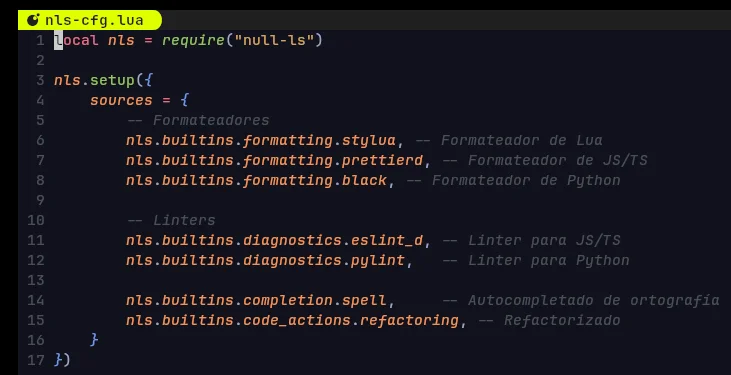 nls-cfg.lua
1 local nls = require("null-ls")
2
3 nls.setup({
4     sources = {
5         -- Formateadores
6         nls.builtins.formatting.stylua, -- Formateador de Lua
7         nls.builtins.formatting.prettierd, -- Formateador de JS/TS
8         nls.builtins.formatting.black, -- Formateador de Python
9
10         -- Linters
11         nls.builtins.diagnostics.eslint_d, -- Linter para JS/TS
12         nls.builtins.diagnostics.pylint,   -- Linter para Python
13
14         nls.builtins.completion.spell,     -- Autocompletado de ortografía
15         nls.builtins.code_actions.refactoring, -- Refactorizado
16     }
17 })